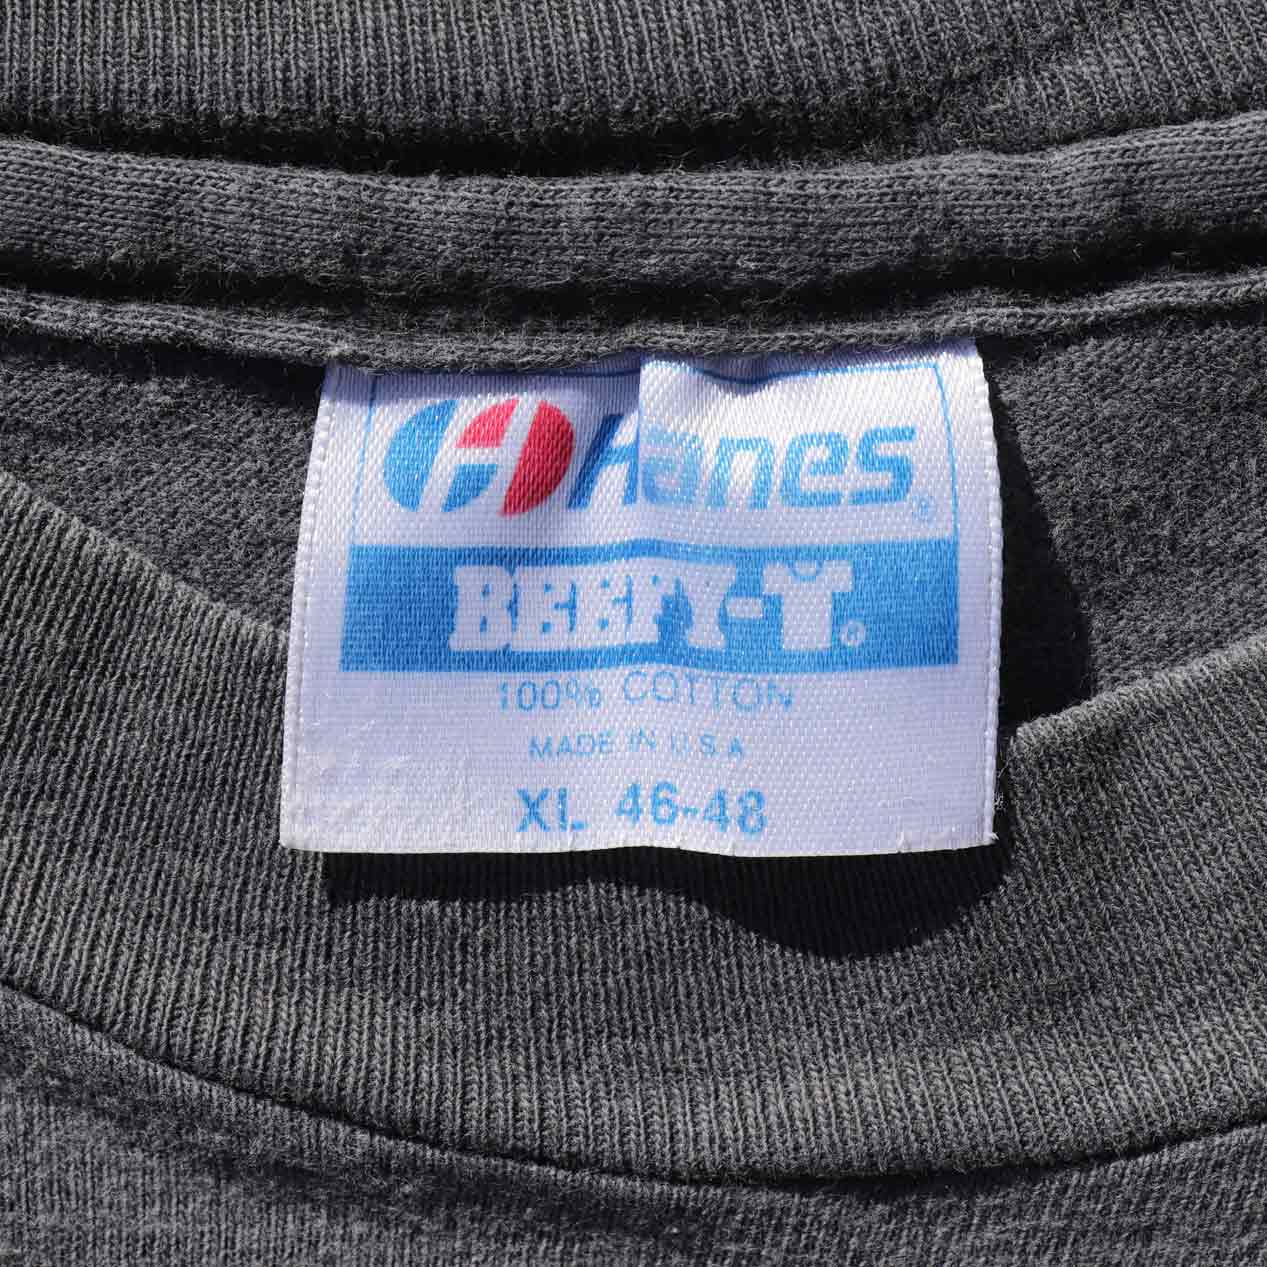 Hanes®
BEEFY-T®
100% COTTON
MADE IN U.S.A
XL 46-48